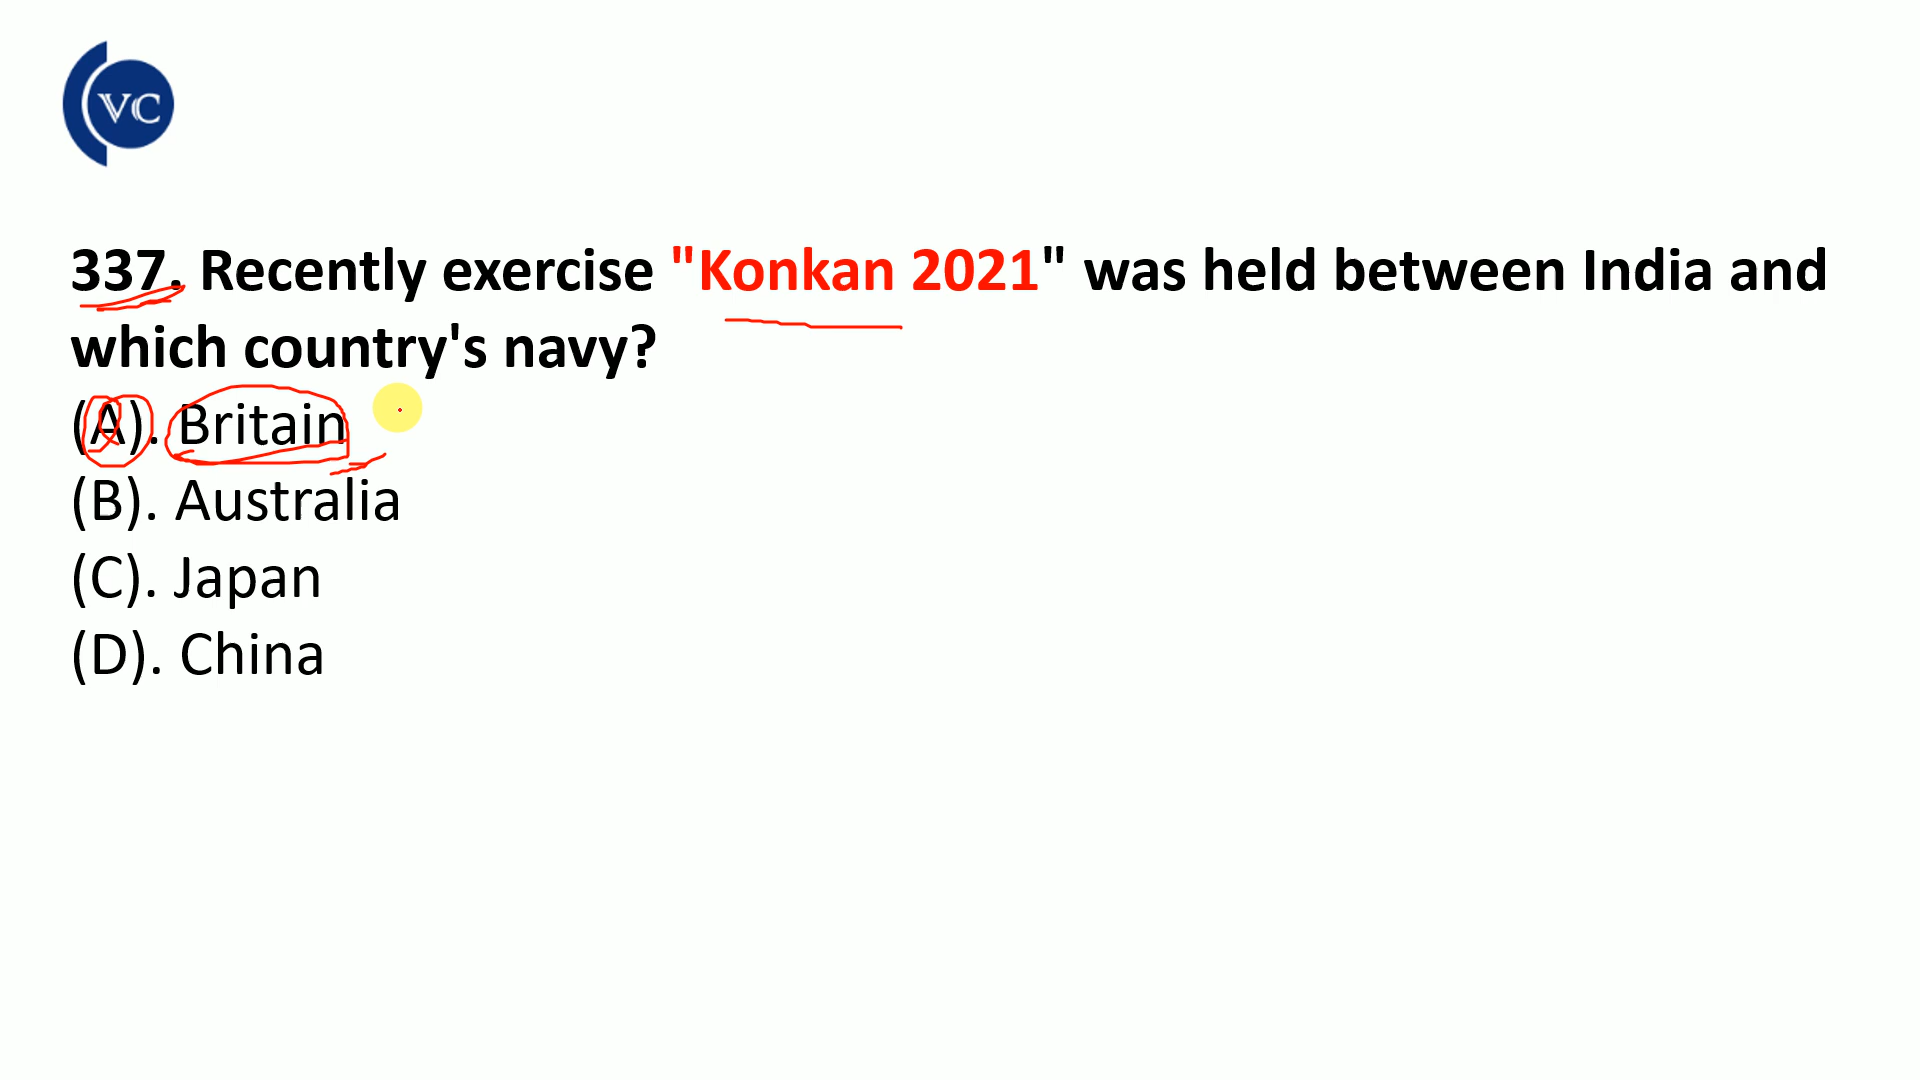 VC
337. Recently exercise "Konkan 2021" was held between India and
which country's navy?
(A). Britain
(B). Australia
(C). Japan
(D). China